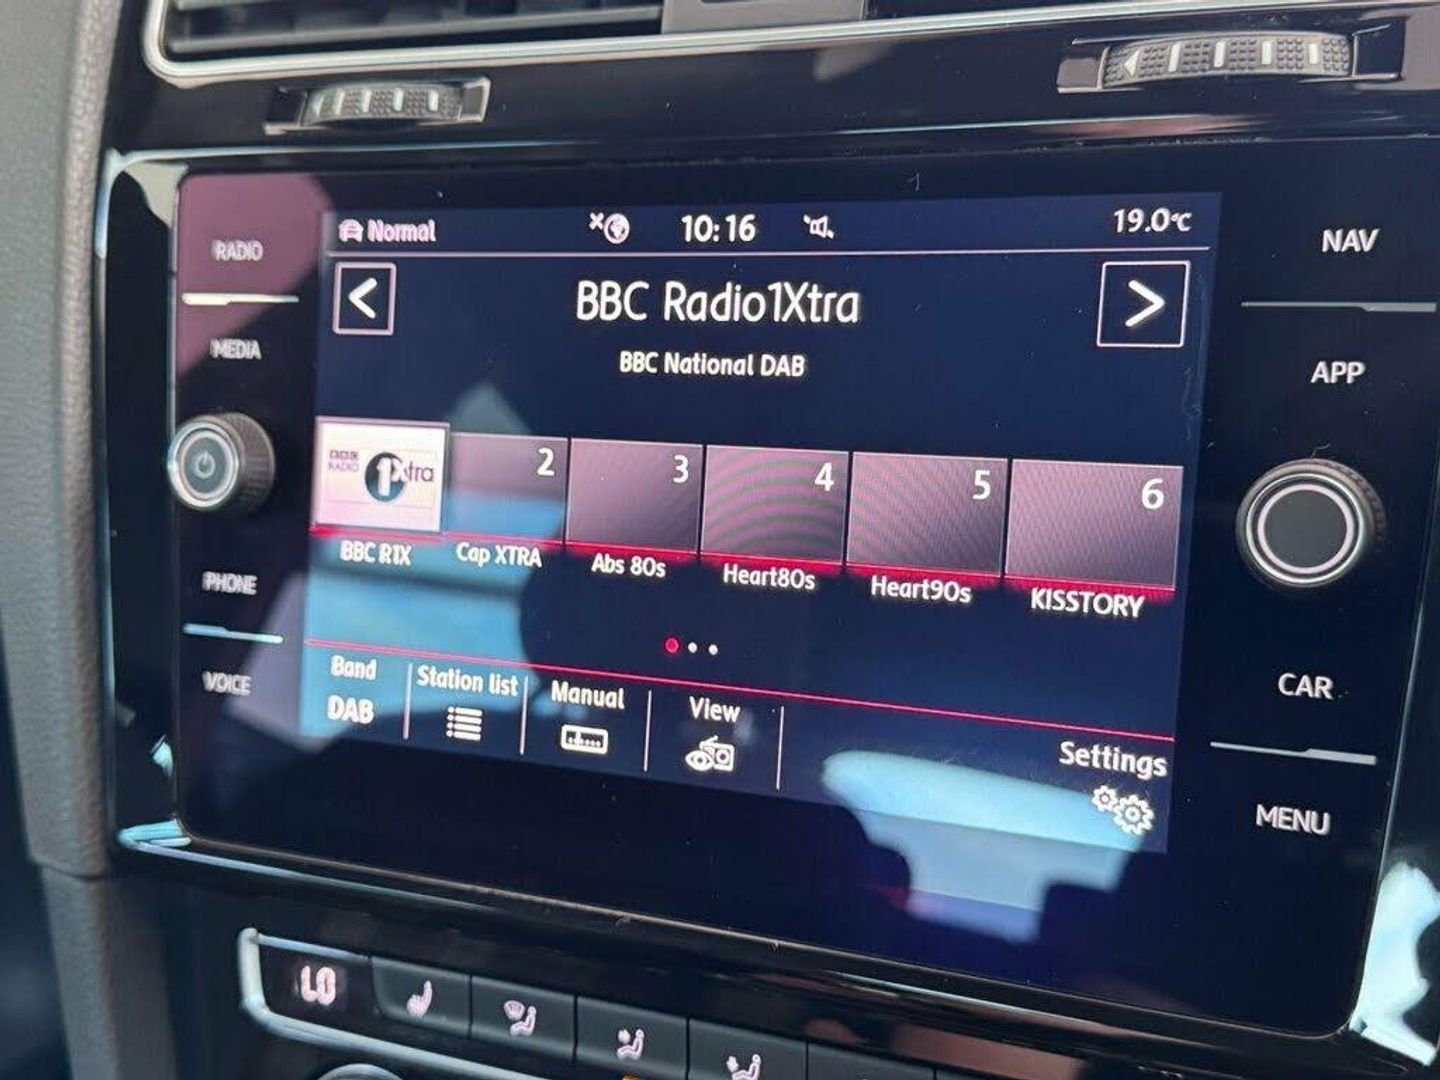 RADIO
MEDIA
PHONE
VOICE
Normal
10:16
19.0°C
<
BBC Radio1Xtra
>
BBC National DAB
BBC
RADIO
1Xtra
2
3
4
5
6
BBC R1X
Cap XTRA
Abs 80s
Heart80s
Heart90s
KISSTORY
Band
DAB
Station list
Manual
View
Settings
NAV
APP
CAR
MENU
LO